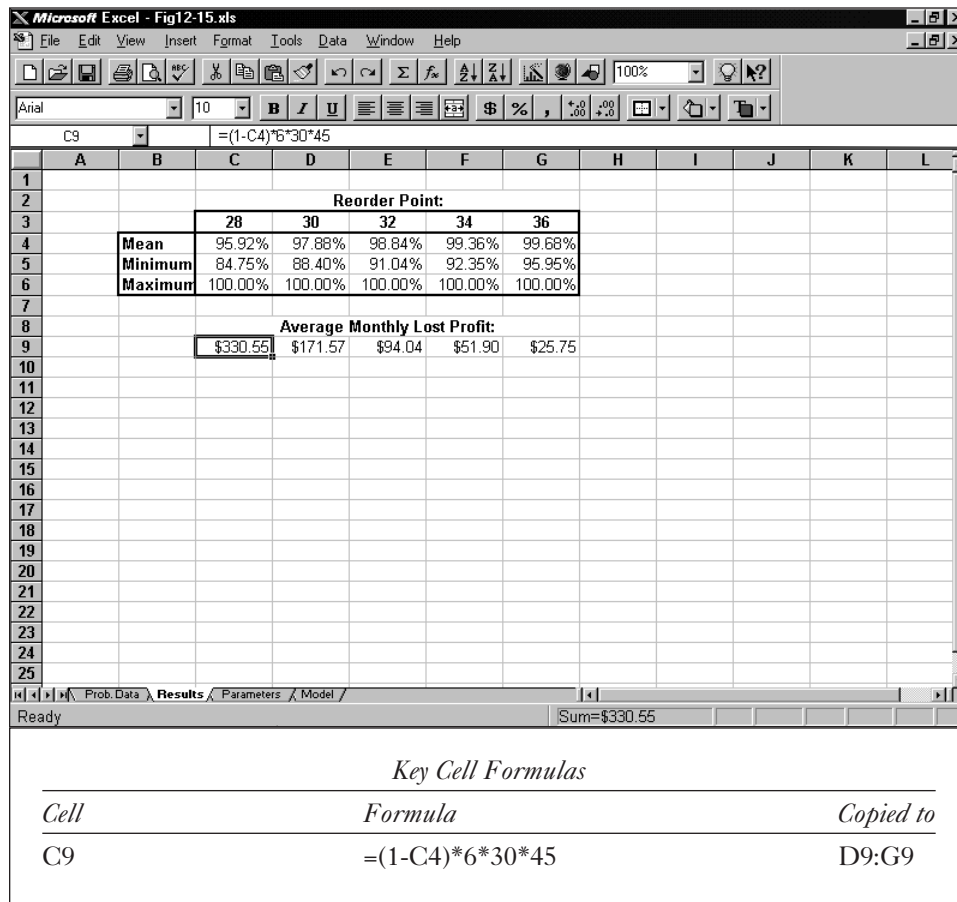 Microsoft Excel - Fig12-15.xls
File Edit View Insert Format Tools Data Window Help
100%
Arial 10 B I U $ % ,
C9 =(1-C4)*6*30*45
A B C D E F G H I J K L
1
2 Reorder Point:
3 28 30 32 34 36
4 Mean 95.92% 97.88% 98.84% 99.36% 99.68%
5 Minimum 84.75% 88.40% 91.04% 92.35% 95.95%
6 Maximum 100.00% 100.00% 100.00% 100.00% 100.00%
7
8 Average Monthly Lost Profit:
9 $330.55 $171.57 $94.04 $51.90 $25.75
10
11
12
13
14
15
16
17
18
19
20
21
22
23
24
25
Prob. Data Results Parameters Model
Ready Sum=$330.55
Key Cell Formulas
Cell Formula Copied to
C9 =(1-C4)*6*30*45 D9:G9